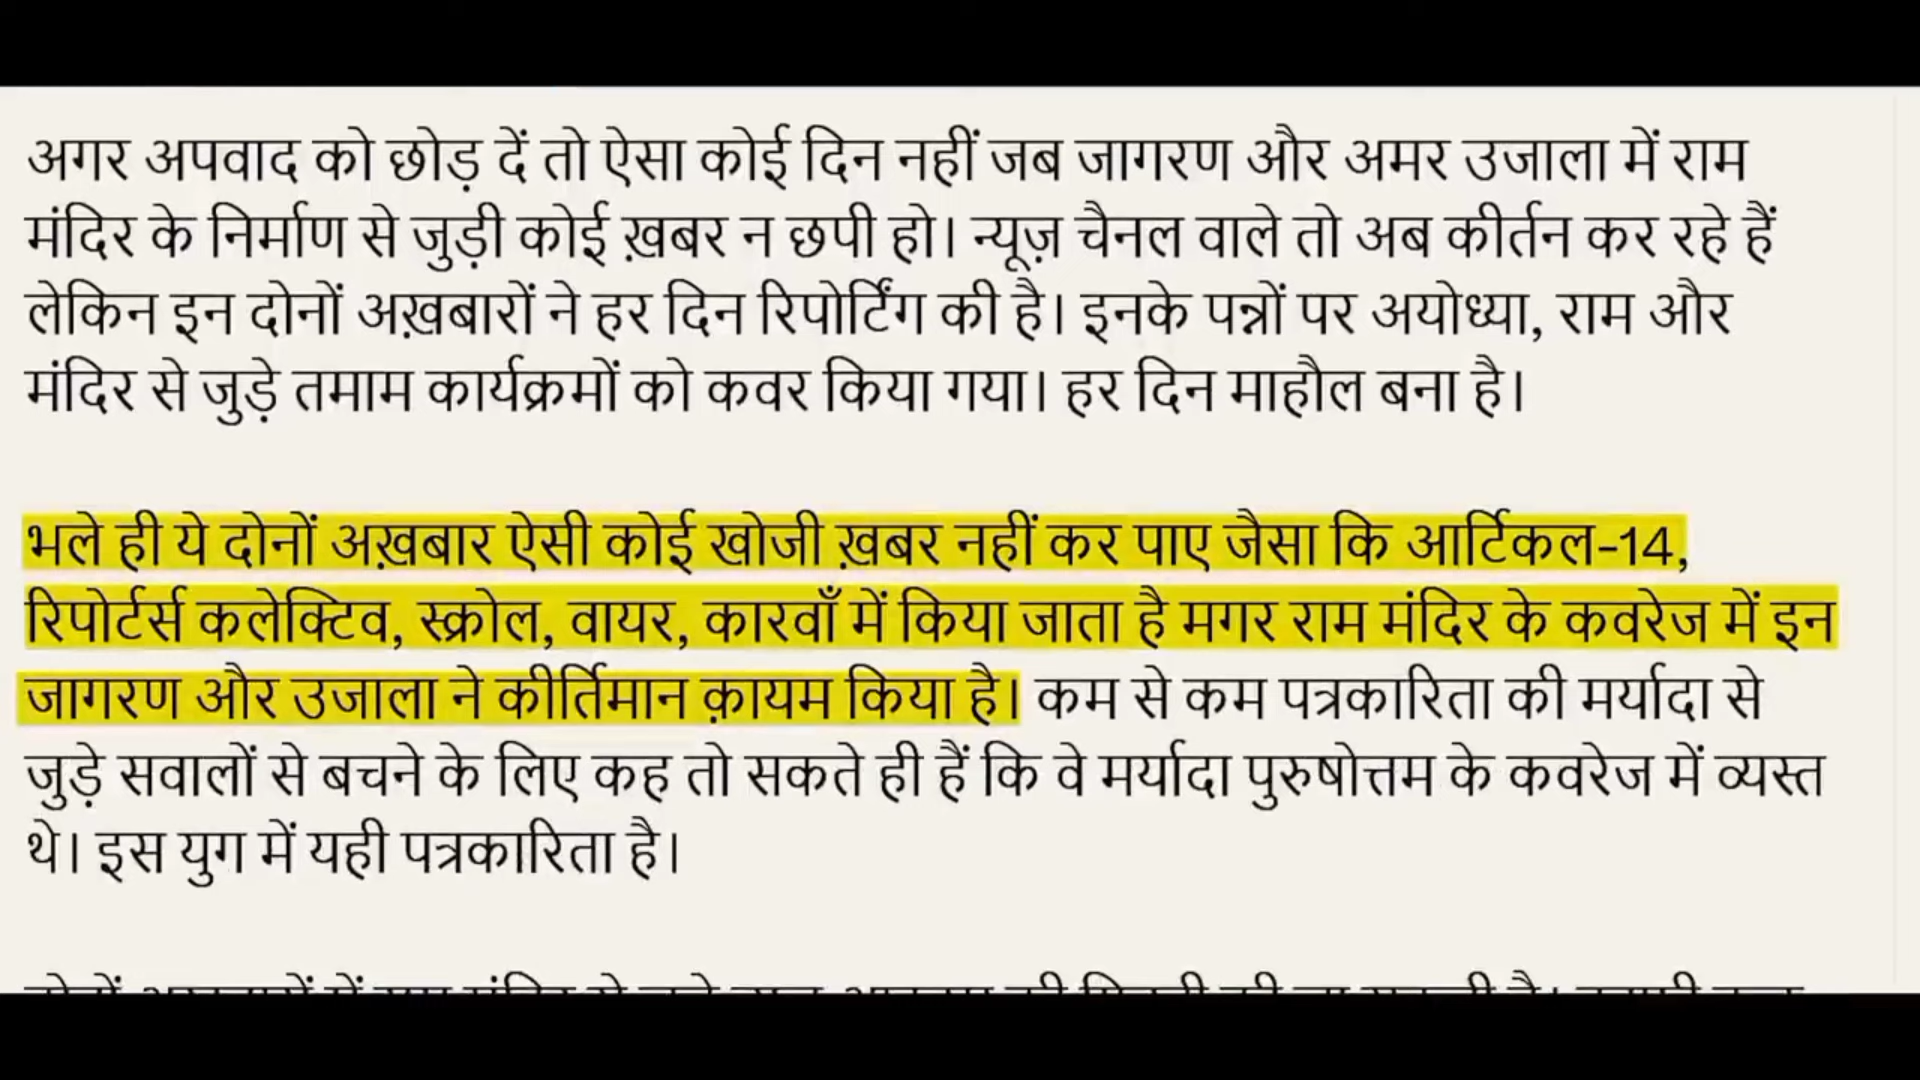 अगर अपवाद को छोड़ दें तो ऐसा कोई दिन नहीं जब जागरण और अमर उजाला में राम
मंदिर के निर्माण से जुड़ी कोई ख़बर न छपी हो। न्यूज़ चैनल वाले तो अब कीर्तन कर रहे हैं
लेकिन इन दोनों अख़बारों ने हर दिन रिपोर्टिंग की है। इनके पन्नों पर अयोध्या, राम और
मंदिर से जुड़े तमाम कार्यक्रमों को कवर किया गया। हर दिन माहौल बना है।
भले ही ये दोनों अख़बार ऐसी कोई खोजी ख़बर नहीं कर पाए जैसा कि आर्टिकल-14,
रिपोर्टर्स कलेक्टिव, स्क्रोल, वायर, कारवाँ में किया जाता है मगर राम मंदिर के कवरेज में इन
जागरण और उजाला ने कीर्तिमान क़ायम किया है। कम से कम पत्रकारिता की मर्यादा से
जुड़े सवालों से बचने के लिए कह तो सकते ही हैं कि वे मर्यादा पुरुषोत्तम के कवरेज में व्यस्त
थे। इस युग में यही पत्रकारिता है।